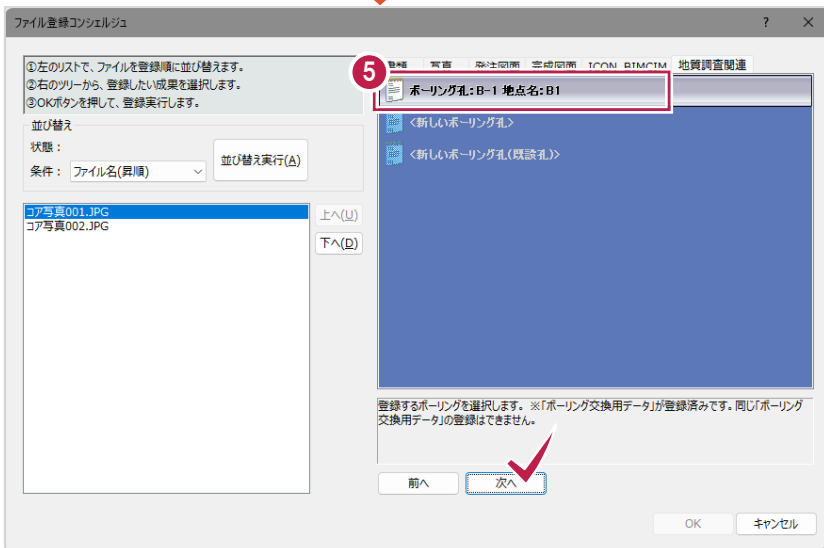 ファイル登録コンシェルジュ
①左のリストで、ファイルを登録順に並び替えます。
②右のツリーから、登録したい成果を選択します。
③OKボタンを押して、登録実行します。
並び替え
状態：
条件： ファイル名(昇順)
並び替え実行(A)
コア写真001.JPG
コア写真002.JPG
上へ(U)
下へ(D)
5
書類 写真 発注図面 完成図面 ICON BIMCIM 地質調査関連
ボーリング孔:B-1 地点名:B1
<新しいボーリング孔>
<新しいボーリング孔(既設孔)>
登録するボーリングを選択します。※「ボーリング交換用データ」が登録済みです。同じ「ボーリング
交換用データ」の登録はできません。
前へ 次へ
OK キャンセル